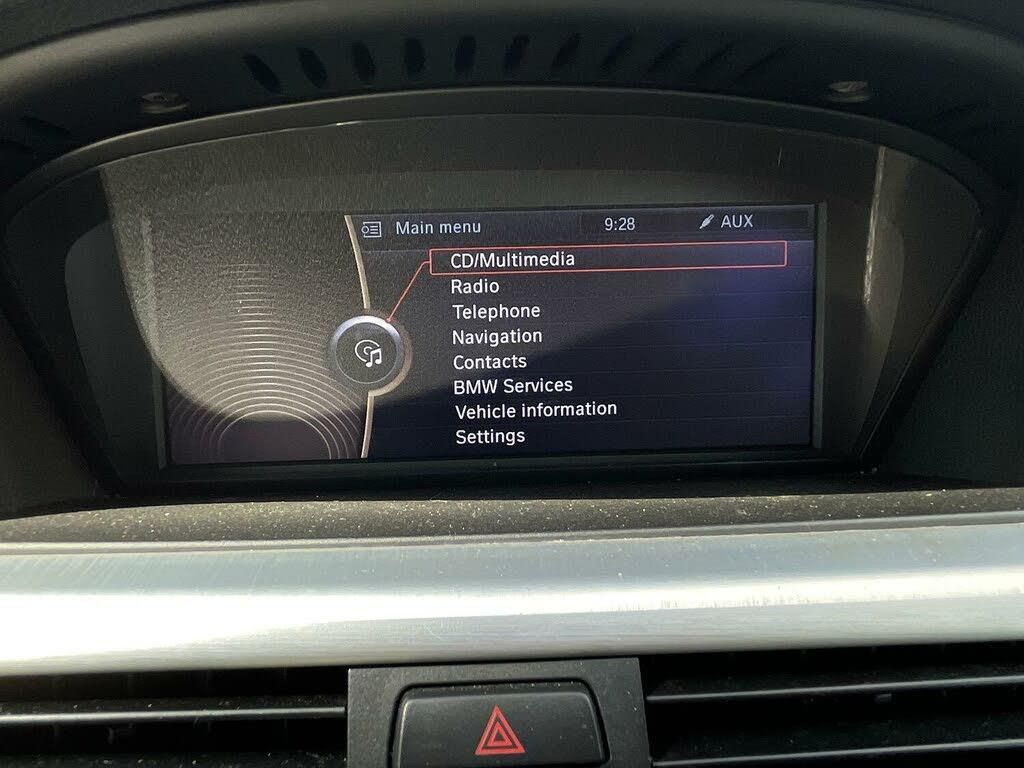 Main menu 9:28 AUX
CD/Multimedia
Radio
Telephone
Navigation
Contacts
BMW Services
Vehicle information
Settings